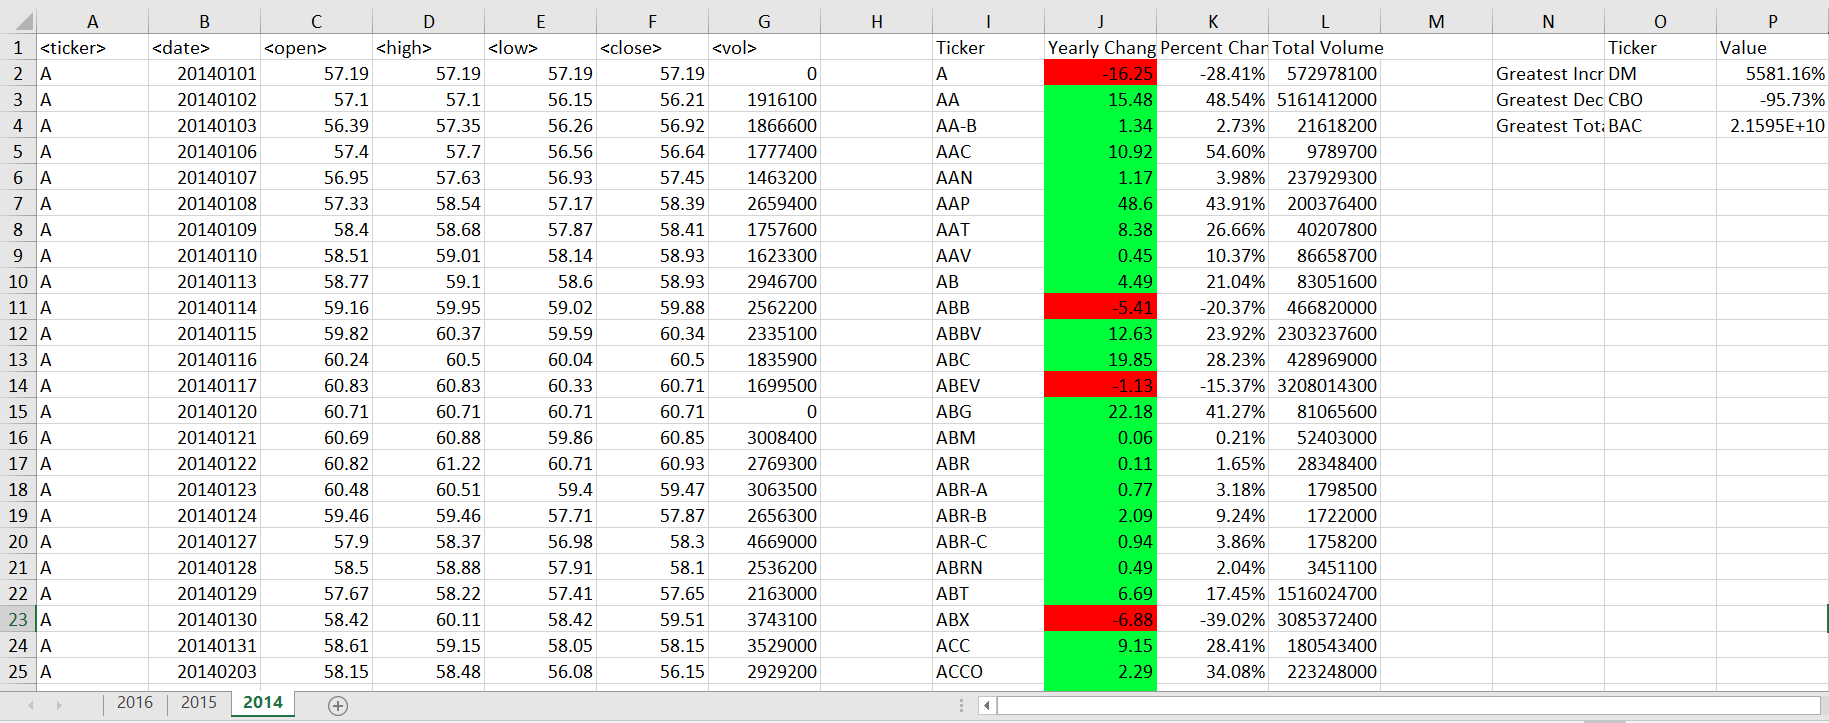 A B C D E F G H I J K L M N O P
1 <ticker> <date> <open> <high> <low> <close> <vol> Ticker Yearly Chang Percent Char Total Volume Ticker Value
2 A 20140101 57.19 57.19 57.19 57.19 0 A -16.25 -28.41% 572978100 Greatest Incr DM 5581.16%
3 A 20140102 57.1 57.1 56.15 56.21 1916100 AA 15.48 48.54% 5161412000 Greatest Dec CBO -95.73%
4 A 20140103 56.39 57.35 56.26 56.92 1866600 AA-B 1.34 2.73% 21618200 Greatest Tota BAC 2.1595E+10
5 A 20140106 57.4 57.7 56.56 56.64 1777400 AAC 10.92 54.60% 9789700
6 A 20140107 56.95 57.63 56.93 57.45 1463200 AAN 1.17 3.98% 237929300
7 A 20140108 57.33 58.54 57.17 58.39 2659400 AAP 48.6 43.91% 200376400
8 A 20140109 58.4 58.68 57.87 58.41 1757600 AAT 8.38 26.66% 40207800
9 A 20140110 58.51 59.01 58.14 58.93 1623300 AAV 0.45 10.37% 86658700
10 A 20140113 58.77 59.1 58.6 58.93 2946700 AB 4.49 21.04% 83051600
11 A 20140114 59.16 59.95 59.02 59.88 2562200 ABB -5.41 -20.37% 466820000
12 A 20140115 59.82 60.37 59.59 60.34 2335100 ABBV 12.63 23.92% 2303237600
13 A 20140116 60.24 60.5 60.04 60.5 1835900 ABC 19.85 28.23% 428969000
14 A 20140117 60.83 60.83 60.33 60.71 1699500 ABEV -1.13 -15.37% 3208014300
15 A 20140120 60.71 60.71 60.71 60.71 0 ABG 22.18 41.27% 81065600
16 A 20140121 60.69 60.88 59.86 60.85 3008400 ABM 0.06 0.21% 52403000
17 A 20140122 60.82 61.22 60.71 60.93 2769300 ABR 0.11 1.65% 28348400
18 A 20140123 60.48 60.51 59.4 59.47 3063500 ABR-A 0.77 3.18% 1798500
19 A 20140124 59.46 59.46 57.71 57.87 2656300 ABR-B 2.09 9.24% 1722000
20 A 20140127 57.9 58.37 56.98 58.3 4669000 ABR-C 0.94 3.86% 1758200
21 A 20140128 58.5 58.88 57.91 58.1 2536200 ABRN 0.49 2.04% 3451100
22 A 20140129 57.67 58.22 57.41 57.65 2163000 ABT 6.69 17.45% 1516024700
23 A 20140130 58.42 60.11 58.42 59.51 3743100 ABX -6.88 -39.02% 3085372400
24 A 20140131 58.61 59.15 58.05 58.15 3529000 ACC 9.15 28.41% 180543400
25 A 20140203 58.15 58.48 56.08 56.15 2929200 ACCO 2.29 34.08% 223248000
2016 2015 2014